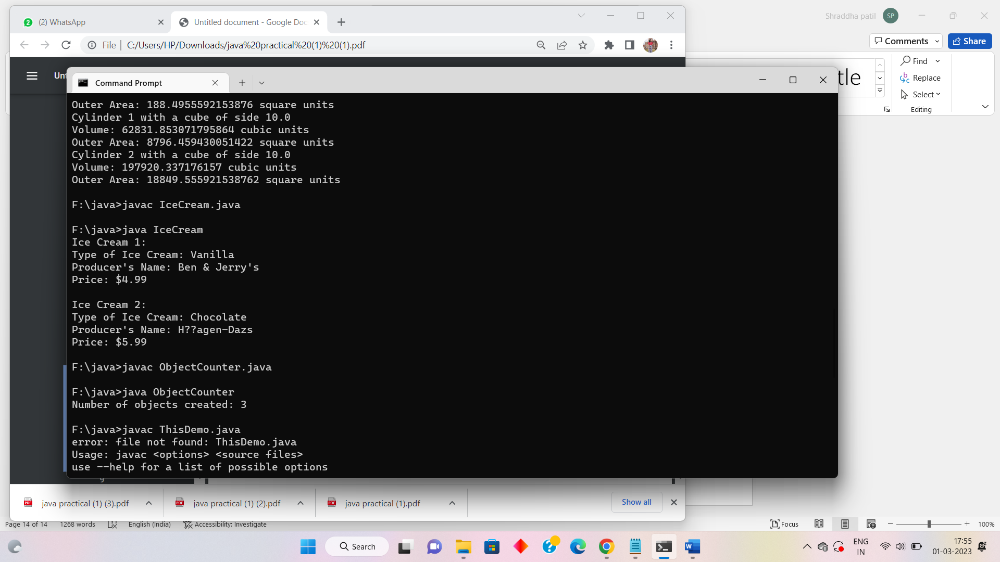 (2) WhatsApp
Untitled document - Google Doc
Shraddha patil SP
File C:/Users/HP/Downloads/java%20practical%20(1)%20(1).pdf
Comments
Share
Unt
Command Prompt
tle
Find
Replace
Select
Editing
Outer Area: 188.4955592153876 square units
Cylinder 1 with a cube of side 10.0
Volume: 62831.853071795864 cubic units
Outer Area: 8796.459430051422 square units
Cylinder 2 with a cube of side 10.0
Volume: 197920.337176157 cubic units
Outer Area: 18849.555921538762 square units
F:\java>javac IceCream.java
F:\java>java IceCream
Ice Cream 1:
Type of Ice Cream: Vanilla
Producer's Name: Ben & Jerry's
Price: $4.99
Ice Cream 2:
Type of Ice Cream: Chocolate
Producer's Name: H??agen-Dazs
Price: $5.99
F:\java>javac ObjectCounter.java
F:\java>java ObjectCounter
Number of objects created: 3
F:\java>javac ThisDemo.java
error: file not found: ThisDemo.java
Usage: javac <options> <source files>
use --help for a list of possible options
java practical (1) (3).pdf
java practical (1) (2).pdf
java practical (1).pdf
Show all
Page 14 of 14 1268 words English (India) Accessibility: Investigate
Focus 100%
Search
ENG
IN
17:55
01-03-2023